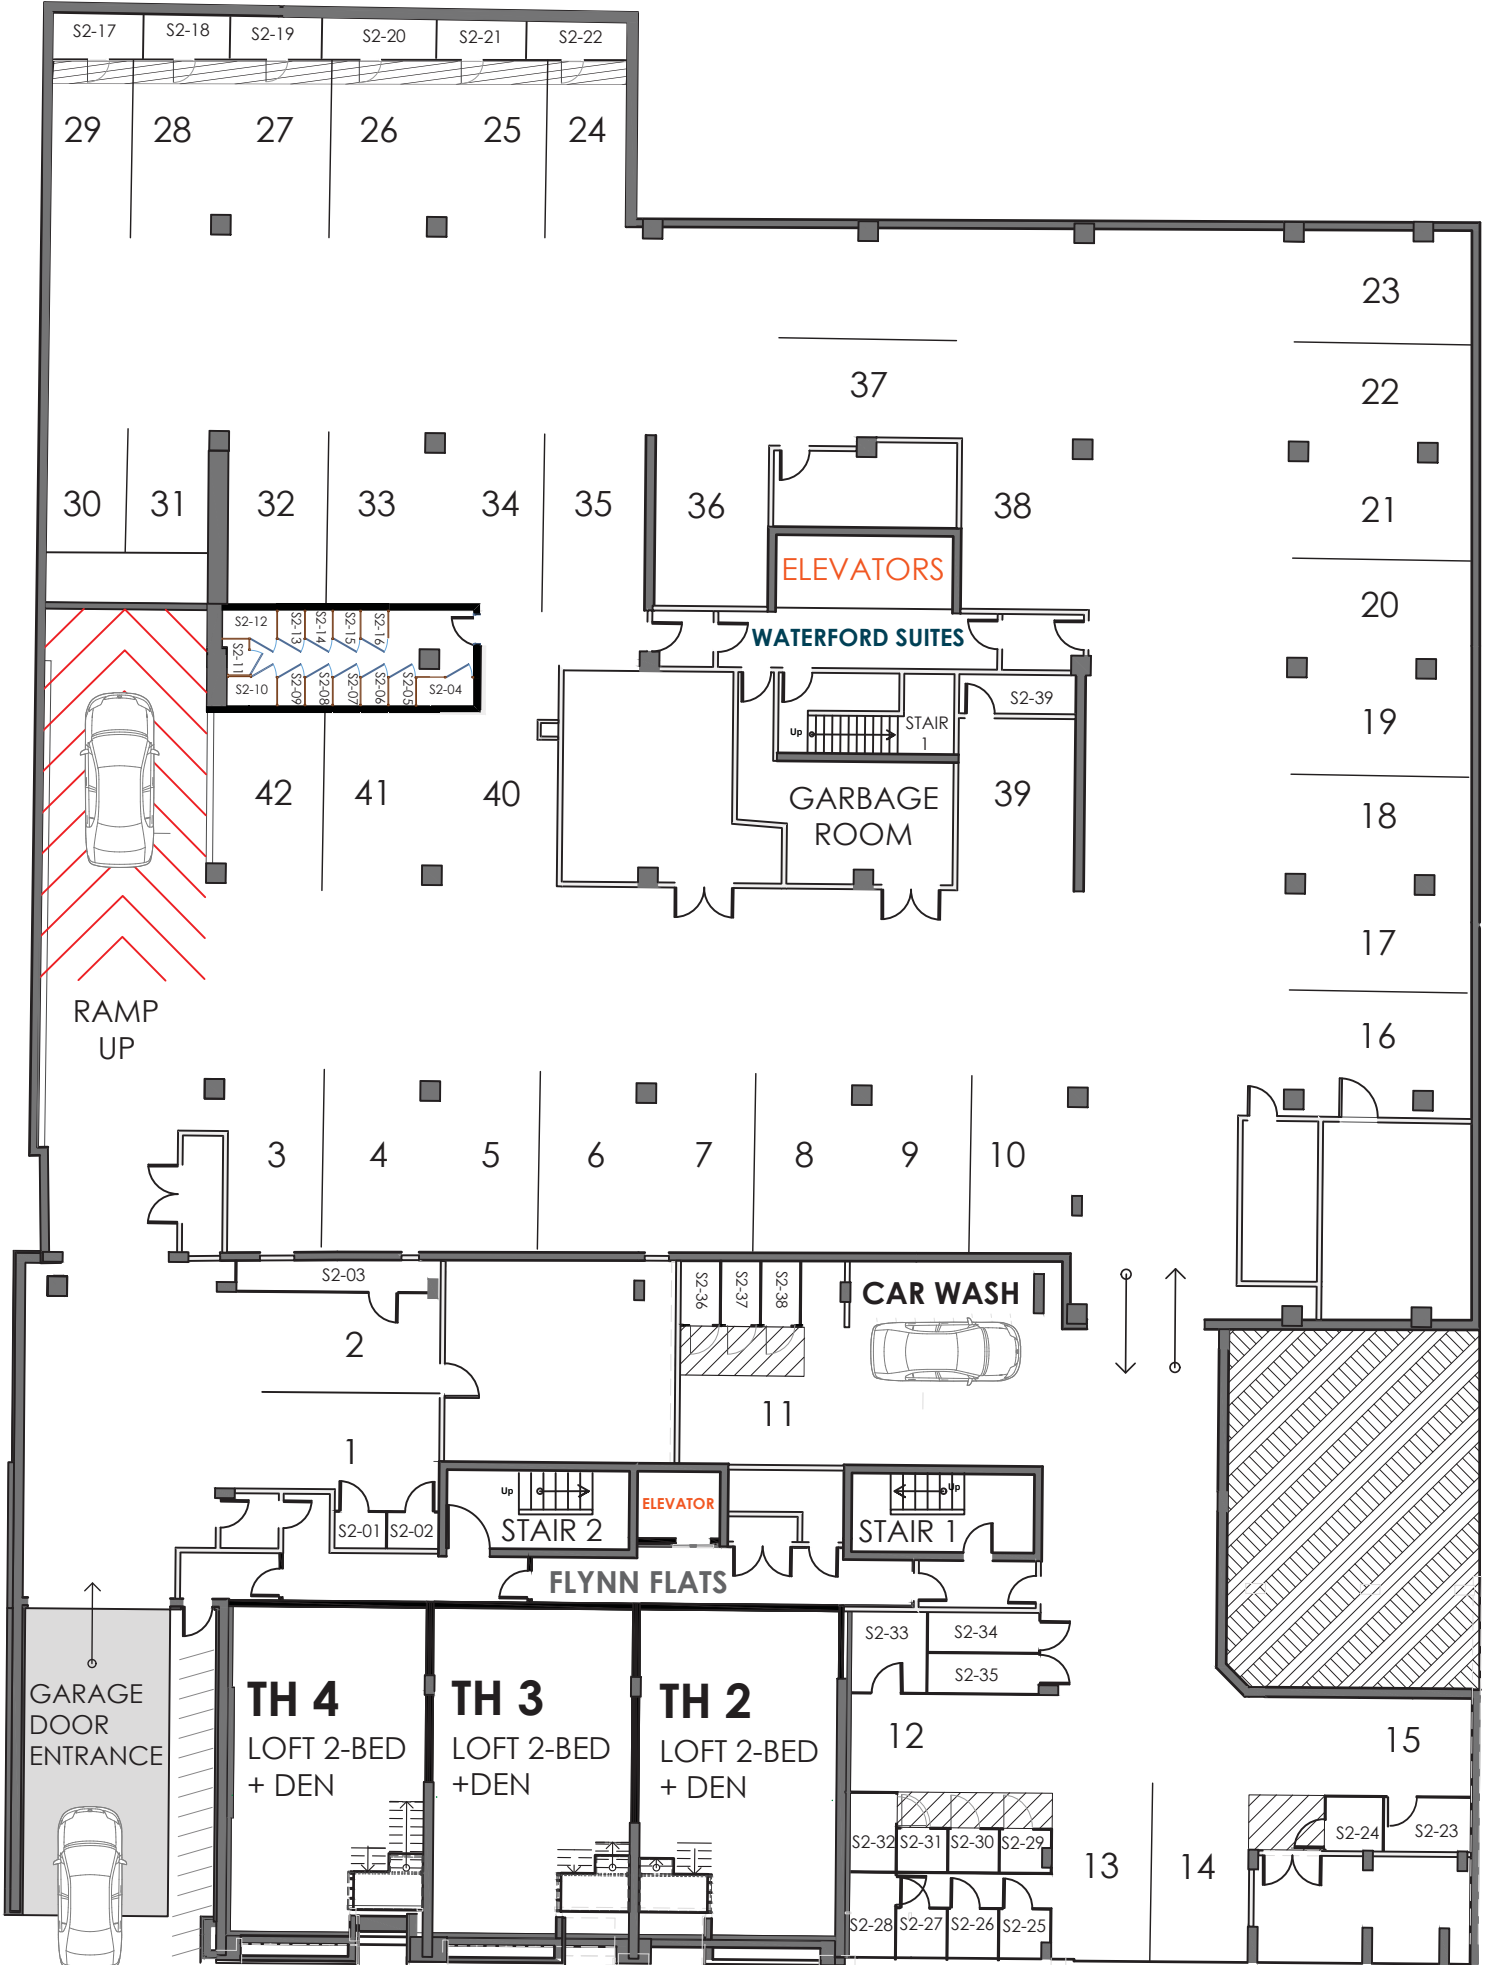 S2-17
S2-18
S2-19
S2-20
S2-21
S2-22
29
28
27
26
25
24
23
37
22
30
31
32
33
34
35
36
38
21
ELEVATORS
20
S2-12
S2-13
S2-14
S2-15
S2-16
WATERFORD SUITES
S2-11
S2-10
S2-09
S2-08
S2-07
S2-06
S2-05
S2-04
S2-39
Up
STAIR
1
19
42
41
40
GARBAGE
ROOM
39
18
17
RAMP
UP
16
3
4
5
6
7
8
9
10
S2-03
S2-36
S2-37
S2-38
CAR WASH
2
11
1
Up
ELEVATOR
Up
S2-01
S2-02
STAIR 2
STAIR 1
FLYNN FLATS
S2-33
S2-34
S2-35
GARAGE
DOOR
ENTRANCE
TH 4
LOFT 2-BED
+ DEN
TH 3
LOFT 2-BED
+DEN
TH 2
LOFT 2-BED
+ DEN
12
15
S2-32
S2-31
S2-30
S2-29
S2-24
S2-23
13
14
S2-28
S2-27
S2-26
S2-25